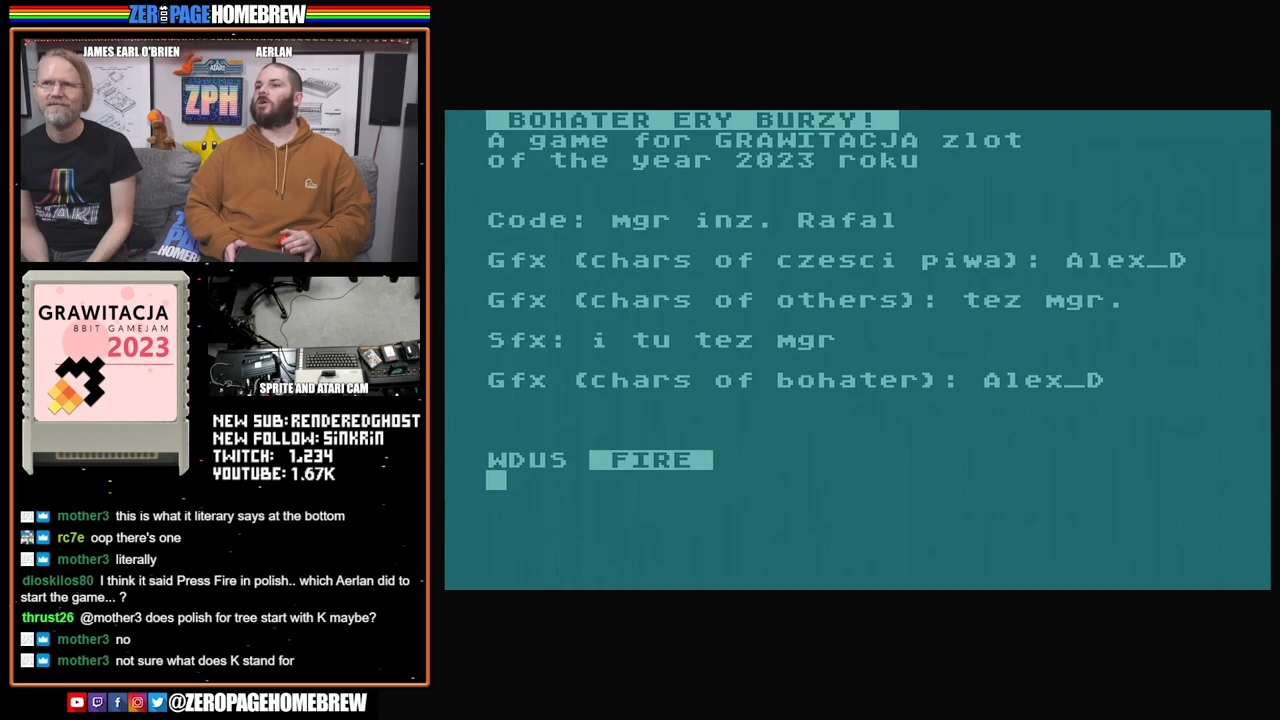 ZEROPAGE HOMEBREW
JAMES EARL O'BRIEN
AERLAN
ATARI
ZPH
GRAWITACJA
8BIT GAMEJAM
2023
SPRITE AND ATARI CAM
NEW SUB: RENDEREDGHOST
NEW FOLLOW: SINKRIN
TWITCH: 1,234
YOUTUBE: 1.67K
mother3 this is what it literary says at the bottom
rc7e oop there's one
mother3 literally
dioskilos80 I think it said Press Fire in polish.. which Aerlan did to
start the game... ?
thrust26 @mother3 does polish for tree start with K maybe?
mother3 no
mother3 not sure what does K stand for
@ZEROPAGEHOMEBREW
BOHATER ERY BURZY!
A game for GRAWITACJA zlot
of the year 2023 roku
Code: mgr inz. Rafal
Gfx (chars of czesci piwa): Alex_D
Gfx (chars of others): tez mgr.
Sfx: i tu tez mgr
Gfx (chars of bohater): Alex_D
WDUS FIRE